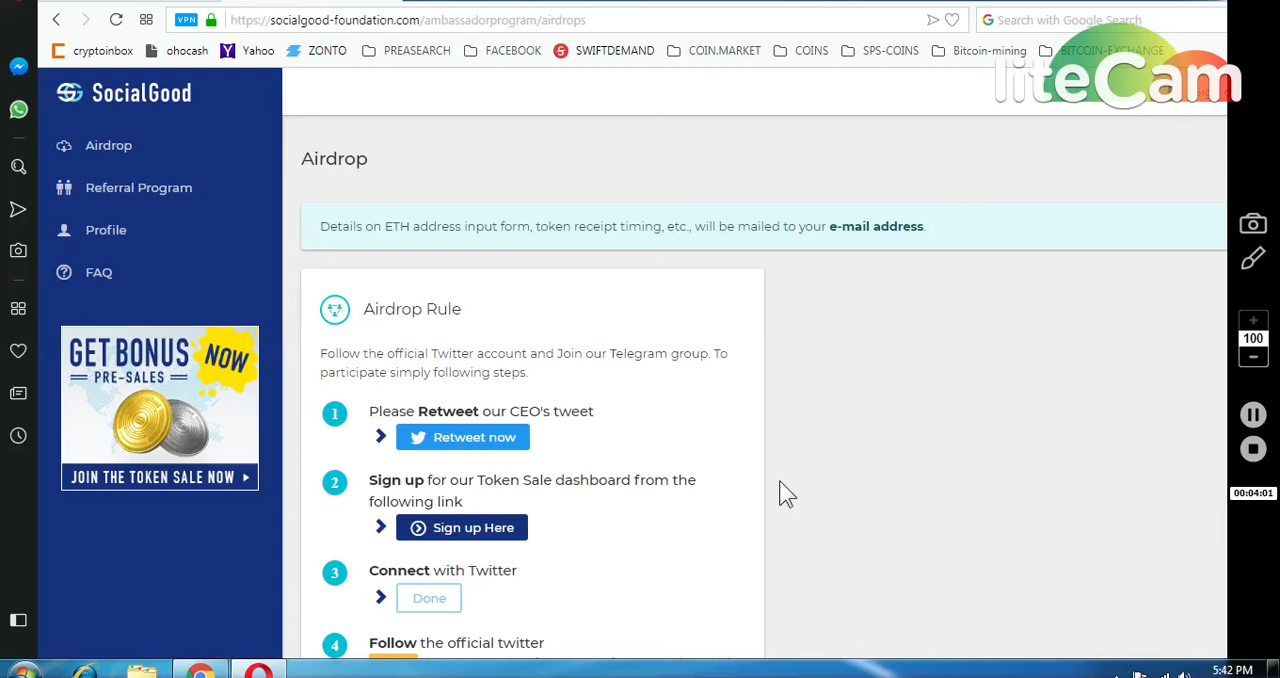 VPN https://socialgood-foundation.com/ambassadorprogram/airdrops
G Search with Google Search
cryptoinbox ohocash Yahoo ZONTO PREASEARCH FACEBOOK SWIFTDEMAND COIN.MARKET COINS SPS-COINS Bitcoin-mining BITCOIN-EXCHANGE
liteCam
SocialGood
Airdrop
Referral Program
Profile
FAQ
GET BONUS NOW
PRE-SALES
JOIN THE TOKEN SALE NOW
Airdrop
Details on ETH address input form, token receipt timing, etc., will be mailed to your e-mail address.
Airdrop Rule
Follow the official Twitter account and Join our Telegram group. To
participate simply following steps.
1 Please Retweet our CEO's tweet
Retweet now
2 Sign up for our Token Sale dashboard from the
following link
Sign up Here
3 Connect with Twitter
Done
4 Follow the official twitter
100
00:04:01
5:42 PM